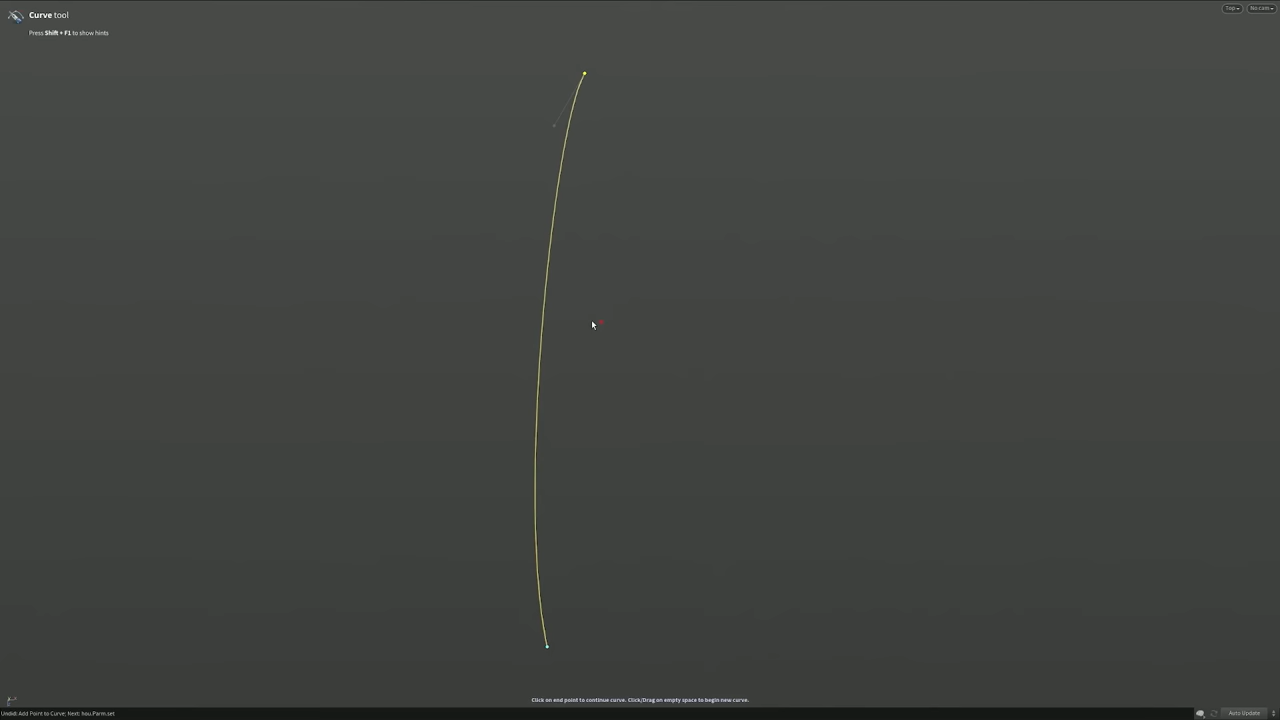 Curve tool
Press Shift + F1 to show hints
Top
No cam
Click on end point to continue curve. Click/Drag on empty space to begin new curve.
Undid: Add Point to Curve; Next: hou.Parm.set
Auto Update